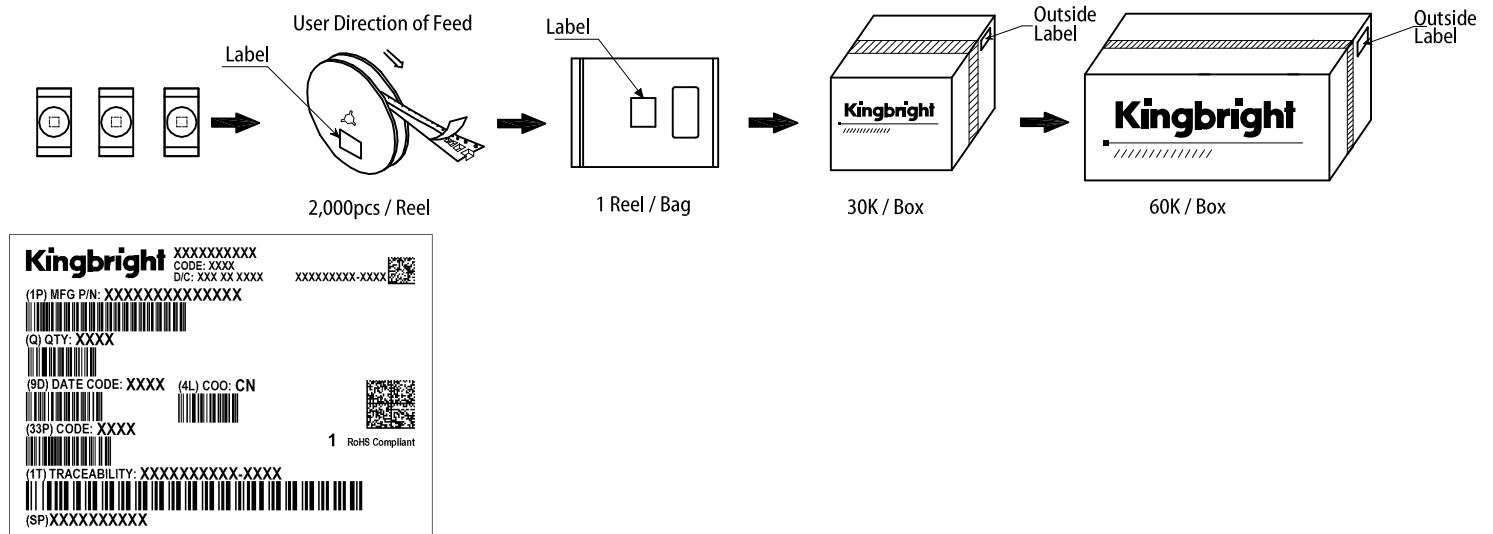 User Direction of Feed
Label
2,000pcs / Reel
Label
1 Reel / Bag
Outside
Label
Kingbright
30K / Box
Outside
Label
Kingbright
60K / Box
Kingbright
XXXXXXXXXX
CODE: XXXX
D/C: XXX XX XXXX
XXXXXXXXX-XXXX
(1P) MFG P/N: XXXXXXXXXXXXXX
(Q) QTY: XXXX
(9D) DATE CODE: XXXX
(4L) COO: CN
(33P) CODE: XXXX
1 RoHS Compliant
(1T) TRACEABILITY: XXXXXXXXXX-XXXX
(SP)XXXXXXXXXX